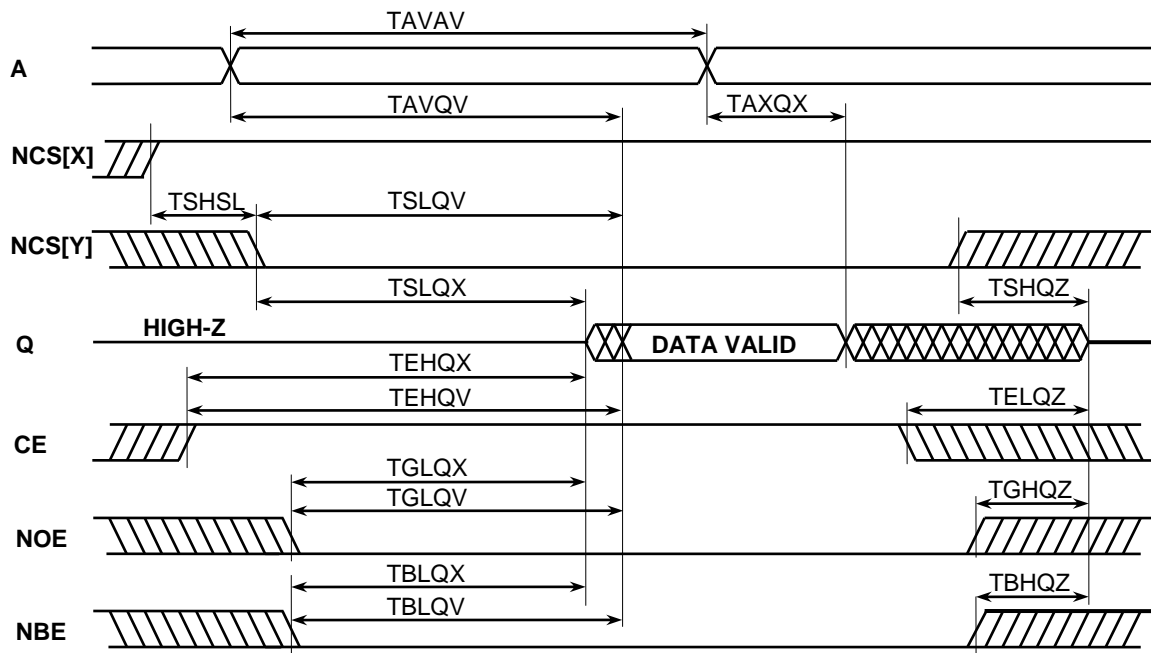 TAVAV
A
TAVQV
TAXQX
NCS[X]
TSHSL
TSLQV
NCS[Y]
TSLQX
TSHQZ
HIGH-Z
Q
DATA VALID
TEHQX
TEHQV
TELQZ
CE
TGLQX
TGLQV
TGHQZ
NOE
TBLQX
TBLQV
TBHQZ
NBE